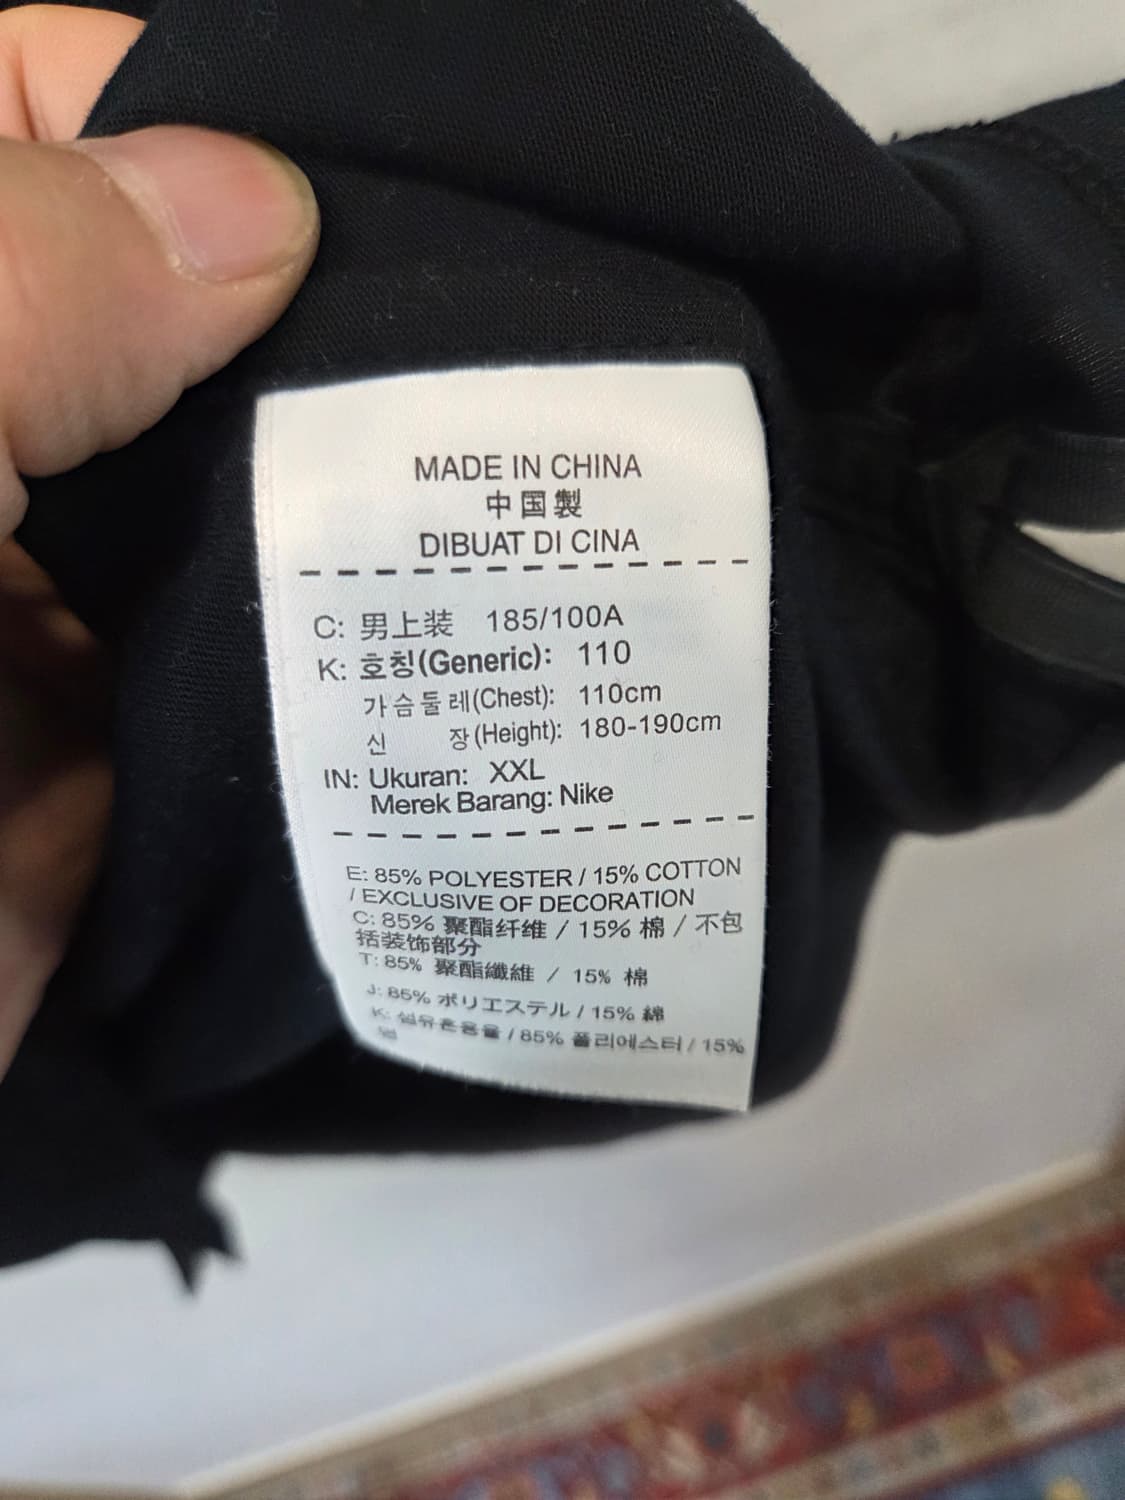 MADE IN CHINA
中国製
DIBUAT DI CINA
C: 男上装 185/100A
K: 호칭(Generic): 110
가슴둘레(Chest): 110cm
신 장(Height): 180-190cm
IN: Ukuran: XXL
Merek Barang: Nike
E: 85% POLYESTER / 15% COTTON
/ EXCLUSIVE OF DECORATION
C: 85% 聚酯纤维 / 15% 棉 / 不包
括装饰部分
T: 85% 聚酯纖維 / 15% 棉
J: 85% ポリエステル / 15% 綿
K: 섬유혼용율 / 85% 폴리에스터 / 15%